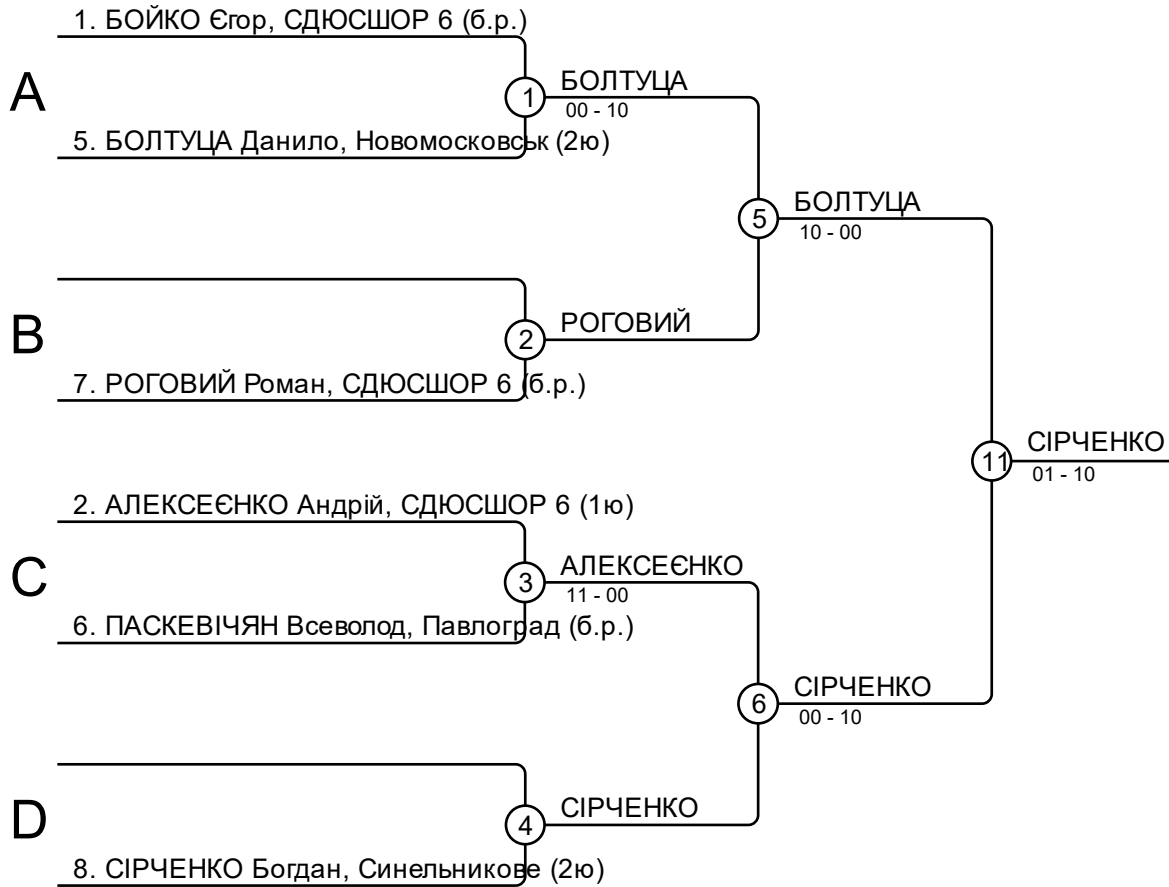 1. БОЙКО Єгор, СДЮСШОР 6 (б.р.)
A
1
БОЛТУЦА
00 - 10
5. БОЛТУЦА Данило, Новомосковськ (2ю)
5
БОЛТУЦА
10 - 00
B
2
РОГОВИЙ
7. РОГОВИЙ Роман, СДЮСШОР 6 (б.р.)
11
СІРЧЕНКО
01 - 10
2. АЛЕКСЕЄНКО Андрій, СДЮСШОР 6 (1ю)
C
3
АЛЕКСЕЄНКО
11 - 00
6. ПАСКЕВІЧЯН Всеволод, Павлоград (б.р.)
6
СІРЧЕНКО
00 - 10
D
4
СІРЧЕНКО
8. СІРЧЕНКО Богдан, Синельникове (2ю)